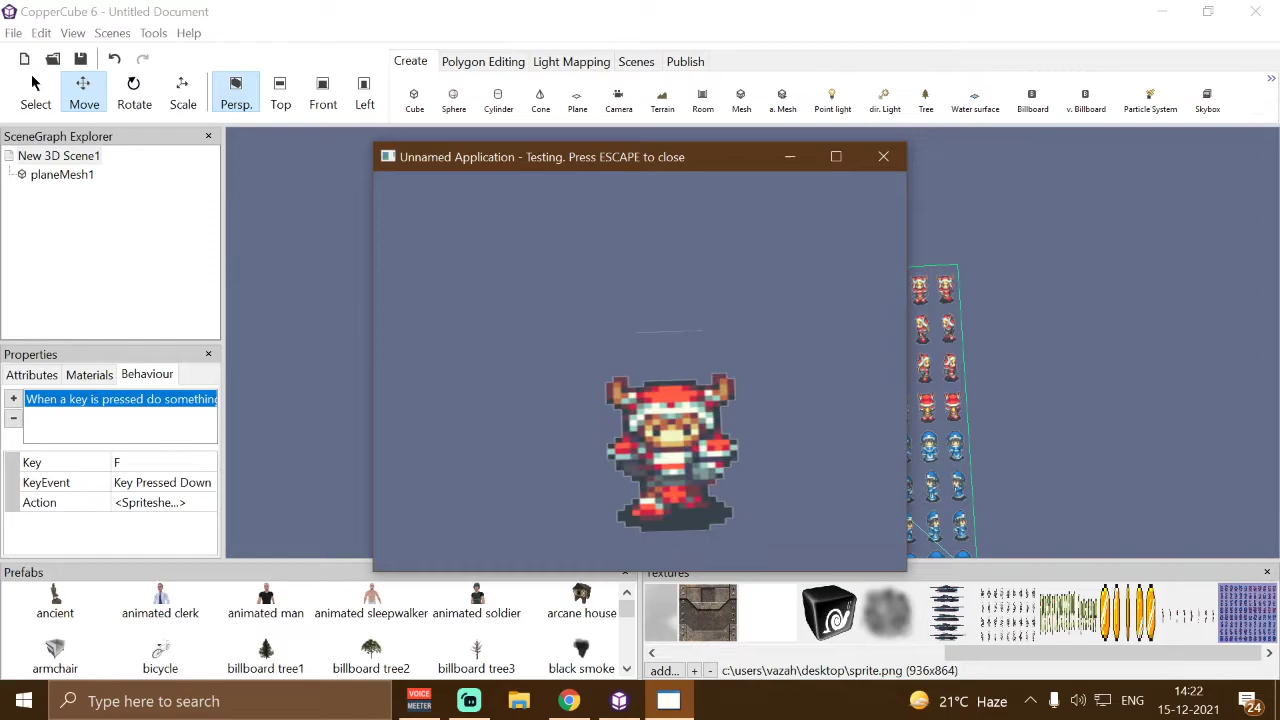 CopperCube 6 - Untitled Document
File Edit View Scenes Tools Help
Create Polygon Editing Light Mapping Scenes Publish
Select Move Rotate Scale Persp. Top Front Left
Cube Sphere Cylinder Cone Plane Camera Terrain Room Mesh a. Mesh Point light dir. Light Tree Water surface Billboard v. Billboard Particle System Skybox
SceneGraph Explorer
New 3D Scene1
planeMesh1
Unnamed Application - Testing. Press ESCAPE to close
Properties
Attributes Materials Behaviour
When a key is pressed do something
Key F
KeyEvent Key Pressed Down
Action <Spriteshe...>
Prefabs
ancient animated clerk animated man animated sleepwalker animated soldier arcane house
armchair bicycle billboard tree1 billboard tree2 billboard tree3 black smoke
Textures
add... + - c:\users\vazah\desktop\sprite.png (936x864)
Type here to search
VOICE
MEETER
21°C Haze
ENG
14:22
15-12-2021
24